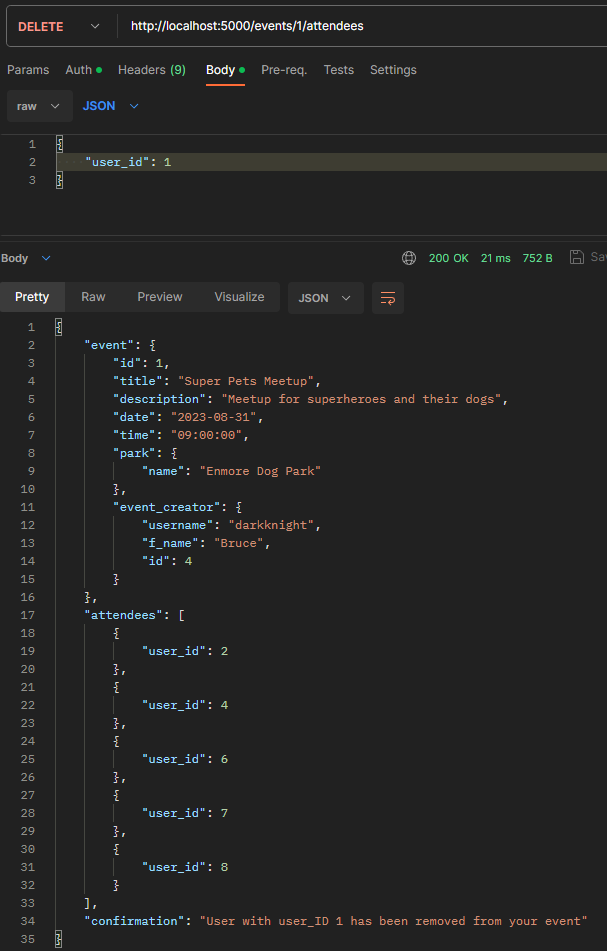 DELETE http://localhost:5000/events/1/attendees
Params Auth Headers (9) Body Pre-req. Tests Settings
raw JSON
1 {
2 "user_id": 1
3 }
Body 200 OK 21 ms 752 B
Pretty Raw Preview Visualize JSON
1 {
2 "event": {
3 "id": 1,
4 "title": "Super Pets Meetup",
5 "description": "Meetup for superheroes and their dogs",
6 "date": "2023-08-31",
7 "time": "09:00:00",
8 "park": {
9 "name": "Enmore Dog Park"
10 },
11 "event_creator": {
12 "username": "darkknight",
13 "f_name": "Bruce",
14 "id": 4
15 }
16 },
17 "attendees": [
18 {
19 "user_id": 2
20 },
21 {
22 "user_id": 4
23 },
24 {
25 "user_id": 6
26 },
27 {
28 "user_id": 7
29 },
30 {
31 "user_id": 8
32 }
33 ],
34 "confirmation": "User with user_ID 1 has been removed from your event"
35 }